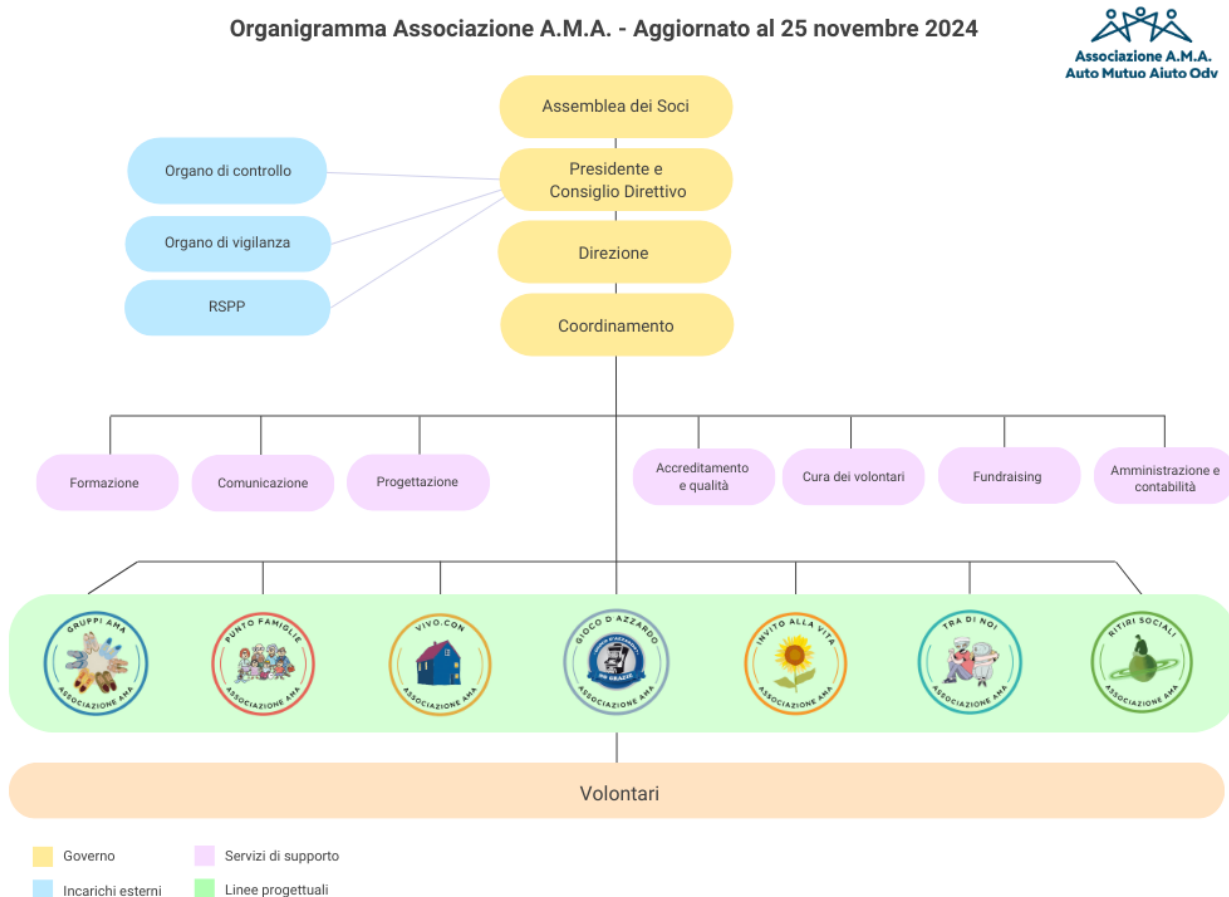 Organigramma Associazione A.M.A. - Aggiornato al 25 novembre 2024
Associazione A.M.A.
Auto Mutuo Aiuto Odv
Assemblea dei Soci
Organo di controllo
Presidente e
Consiglio Direttivo
Organo di vigilanza
Direzione
RSPP
Coordinamento
Formazione
Comunicazione
Progettazione
Accreditamento
e qualità
Cura dei volontari
Fundraising
Amministrazione e
contabilità
GRUPPI AMA
ASSOCIAZIONE AMA
PUNTO FAMIGLIE
ASSOCIAZIONE AMA
VIVO.CON
ASSOCIAZIONE AMA
GIOCO D'AZZARDO
NO GRAZIE
ASSOCIAZIONE AMA
INVITO ALLA VITA
ASSOCIAZIONE AMA
TRA DI NOI
ASSOCIAZIONE AMA
RITIRI SOCIALI
ASSOCIAZIONE AMA
Volontari
Governo
Servizi di supporto
Incarichi esterni
Linee progettuali